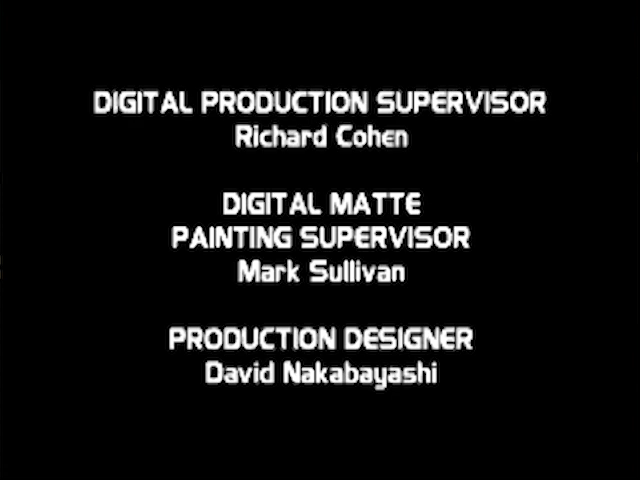 DIGITAL PRODUCTION SUPERVISOR
Richard Cohen
DIGITAL MATTE
PAINTING SUPERVISOR
Mark Sullivan
PRODUCTION DESIGNER
David Nakabayashi